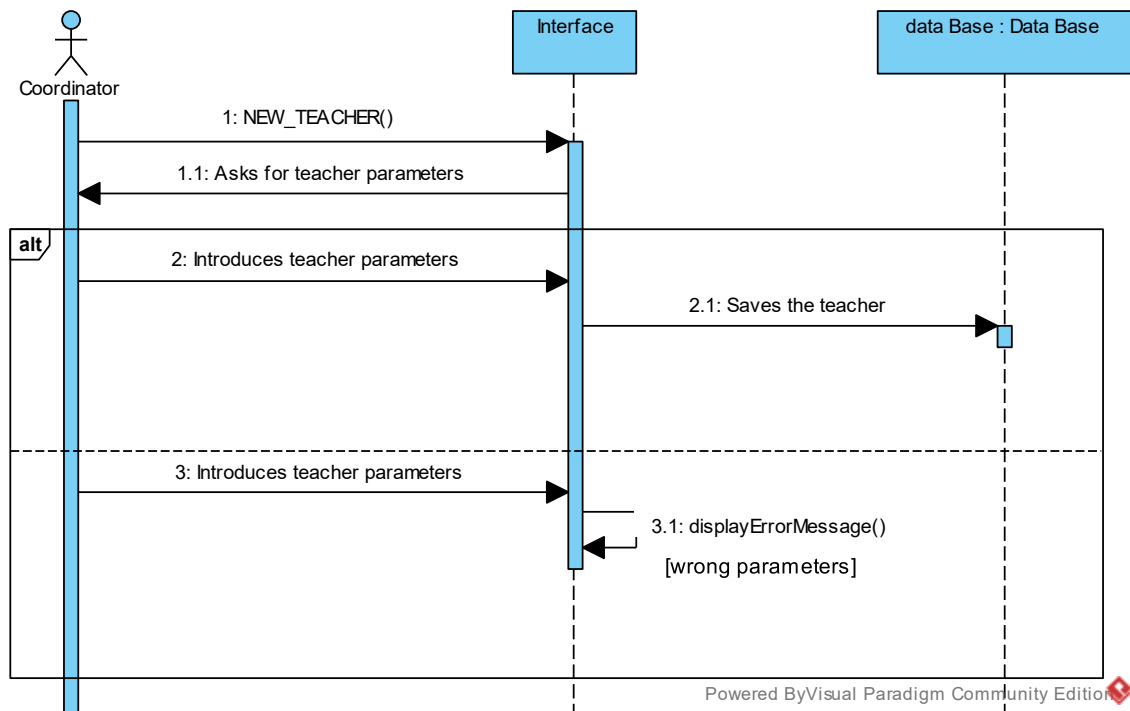 Interface
data Base : Data Base
Coordinator
1: NEW_TEACHER()
1.1: Asks for teacher parameters
alt
2: Introduces teacher parameters
2.1: Saves the teacher
3: Introduces teacher parameters
3.1: displayErrorMessage()
[wrong parameters]
Powered ByVisual Paradigm Community Edition